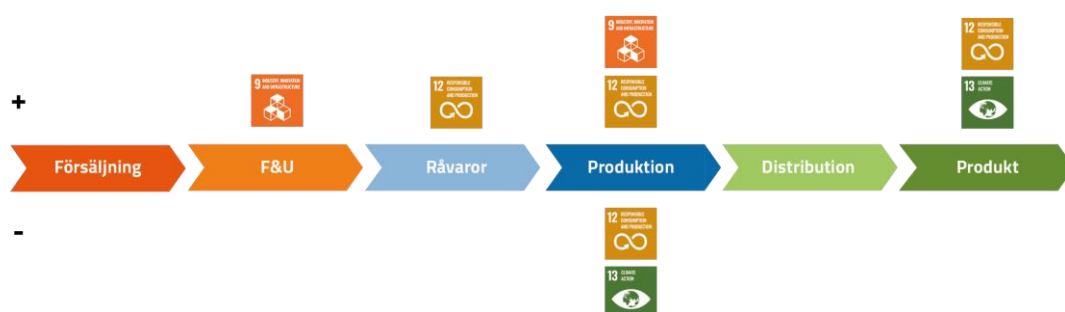 9 INDUSTRY, INNOVATION
AND INFRASTRUCTURE
12 RESPONSIBLE
CONSUMPTION
AND PRODUCTION
9 INDUSTRY, INNOVATION
AND INFRASTRUCTURE
12 RESPONSIBLE
CONSUMPTION
AND PRODUCTION
12 RESPONSIBLE
CONSUMPTION
AND PRODUCTION
13 CLIMATE
ACTION
+
Försäljning
F&U
Råvaror
Produktion
Distribution
Produkt
-
12 RESPONSIBLE
CONSUMPTION
AND PRODUCTION
13 CLIMATE
ACTION